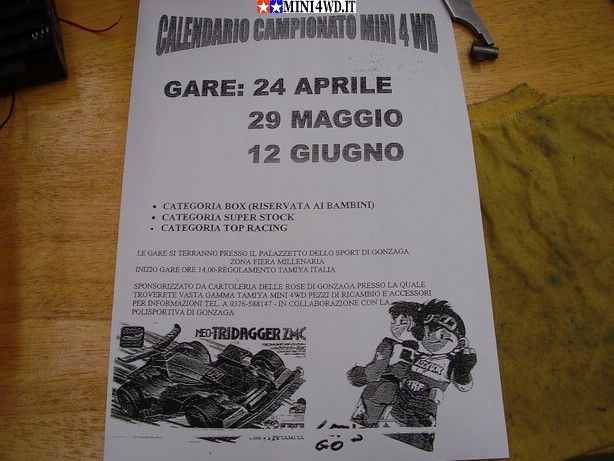 MINI4WD.IT
CALENDARIO CAMPIONATO MINI 4 WD
GARE: 24 APRILE
29 MAGGIO
12 GIUGNO
• CATEGORIA BOX (RISERVATA AI BAMBINI)
• CATEGORIA SUPER STOCK
• CATEGORIA TOP RACING
LE GARE SI TERRANNO PRESSO IL PALAZZETTO DELLO SPORT DI GONZAGA
ZONA FIERA MILLENARIA
INIZIO GARE ORE 14,00-REGOLAMENTO TAMIYA ITALIA
SPONSORIZZATO DA CARTOLERIA DELLE ROSE DI GONZAGA PRESSO LA QUALE
TROVERETE VASTA GAMMA TAMIYA MINI 4WD PEZZI DI RICAMBIO E ACCESSORI
PER INFORMAZIONI TEL. A 0376-588147 - IN COLLABORAZIONE CON LA
POLISPORTIVA DI GONZAGA
NEO-TRIDAGGER ZMC
TAMIYA
GO